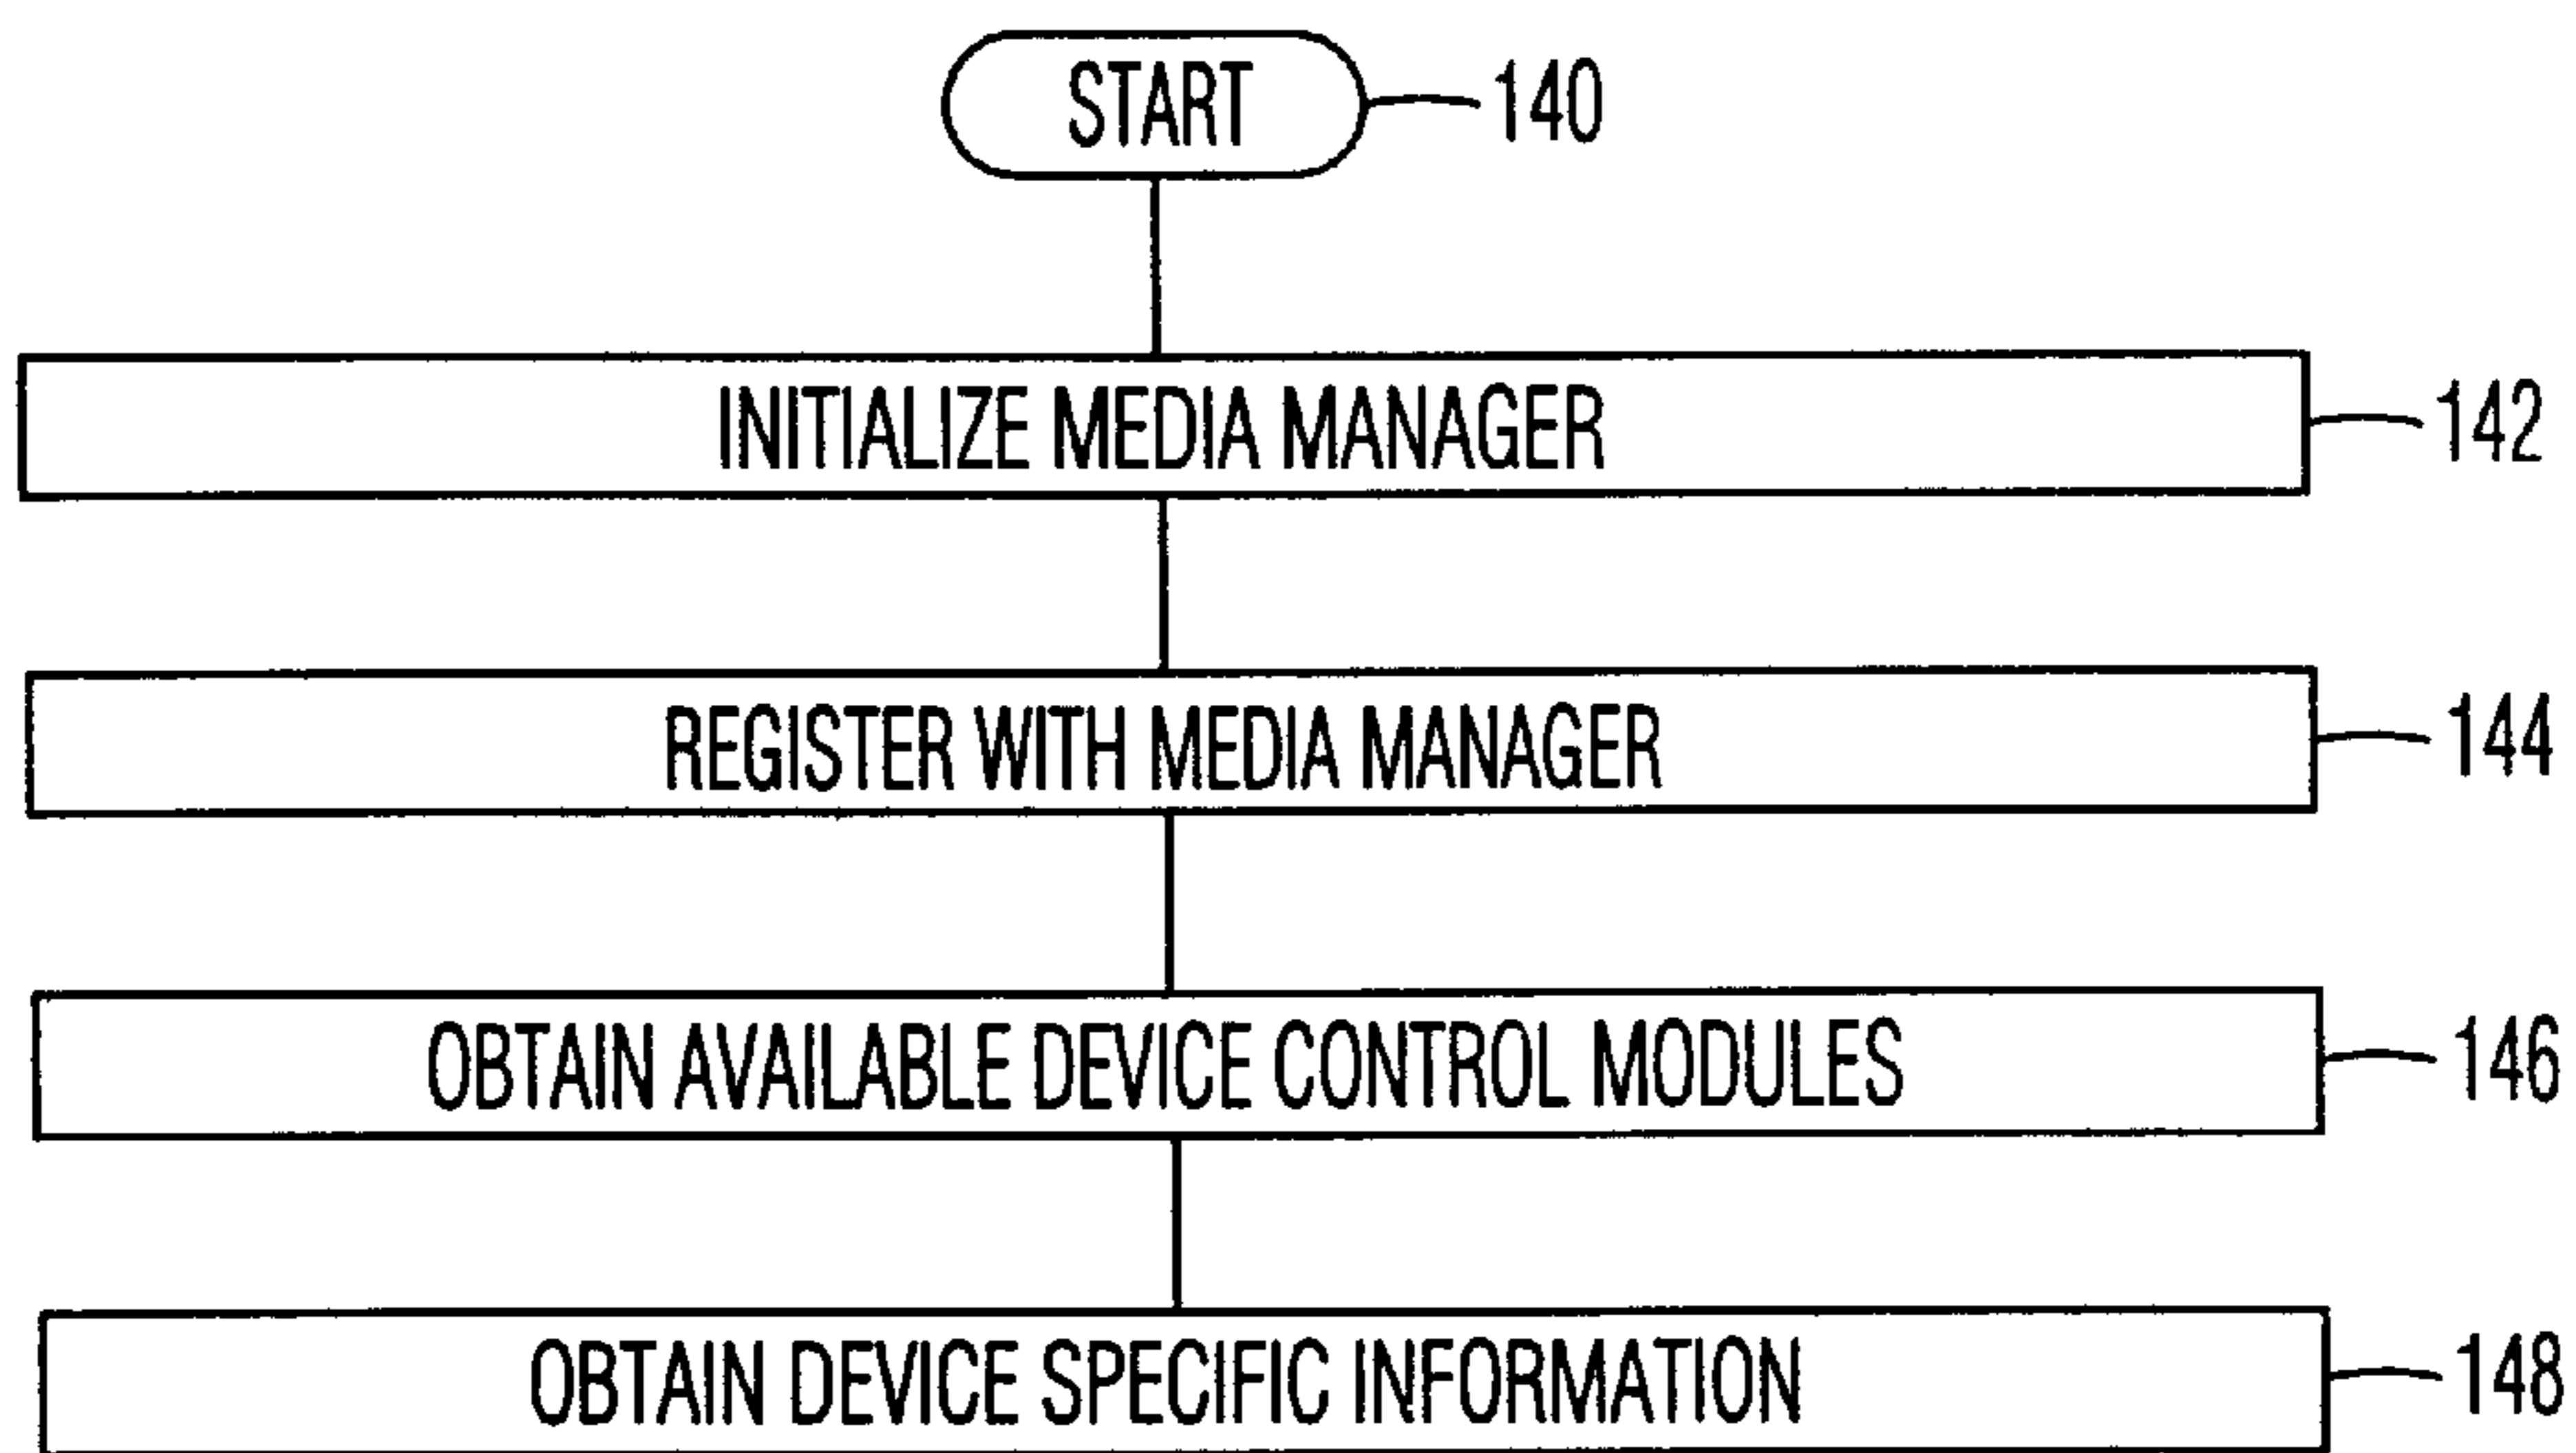 START 140
INITIALIZE MEDIA MANAGER 142
REGISTER WITH MEDIA MANAGER 144
OBTAIN AVAILABLE DEVICE CONTROL MODULES 146
OBTAIN DEVICE SPECIFIC INFORMATION 148